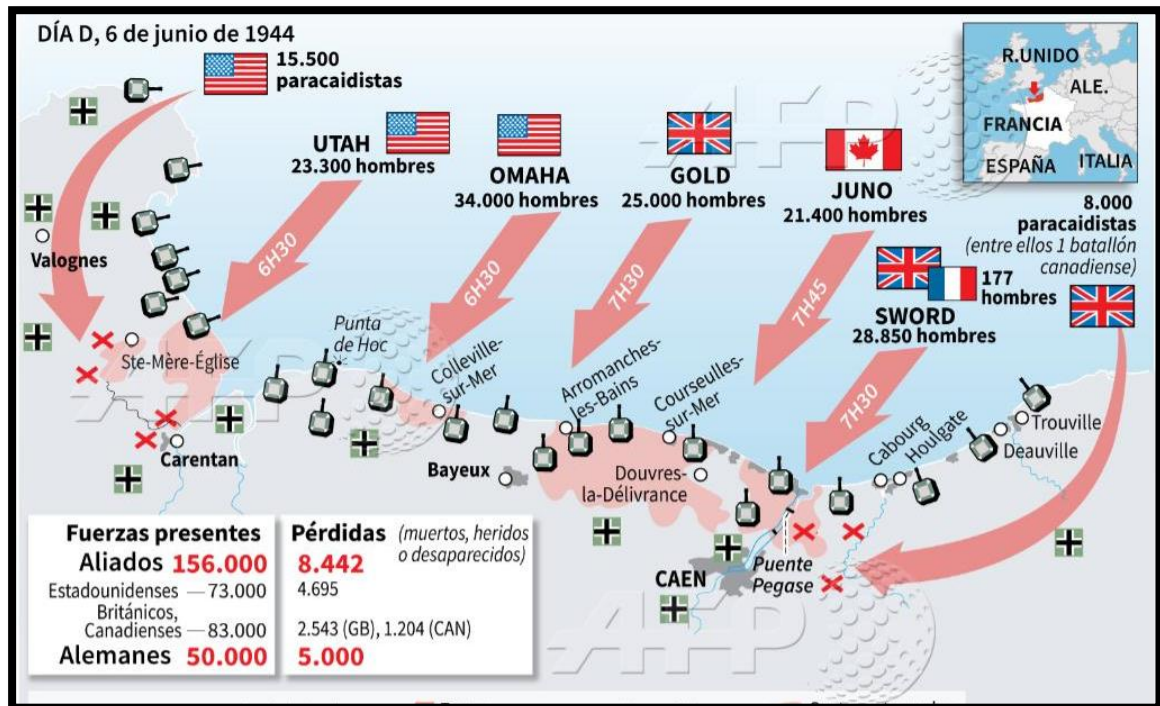 DÍA D, 6 de junio de 1944
15.500
paracaidistas
UTAH
23.300 hombres
OMAHA
34.000 hombres
GOLD
25.000 hombres
JUNO
21.400 hombres
R.UNIDO
ALE.
FRANCIA
ESPAÑA
ITALIA
8.000
paracaidistas
(entre ellos 1 batallón
canadiense)
177
hombres
SWORD
28.850 hombres
6H30
6H30
7H30
7H45
7H30
Valognes
Ste-Mère-Église
Carentan
Punta
de Hoc
Colleville-
sur-Mer
Arromanches-
les-Bains
Courseulles-
sur-Mer
Bayeux
Douvres-
la-Délivrance
Cabourg
Houlgate
Trouville
Deauville
CAEN
Puente
Pegase
Fuerzas presentes
Aliados 156.000
Estadounidenses — 73.000
Británicos,
Canadienses — 83.000
Alemanes 50.000
Pérdidas (muertos, heridos
o desaparecidos)
8.442
4.695
2.543 (GB), 1.204 (CAN)
5.000
AFP
AFP
AFP